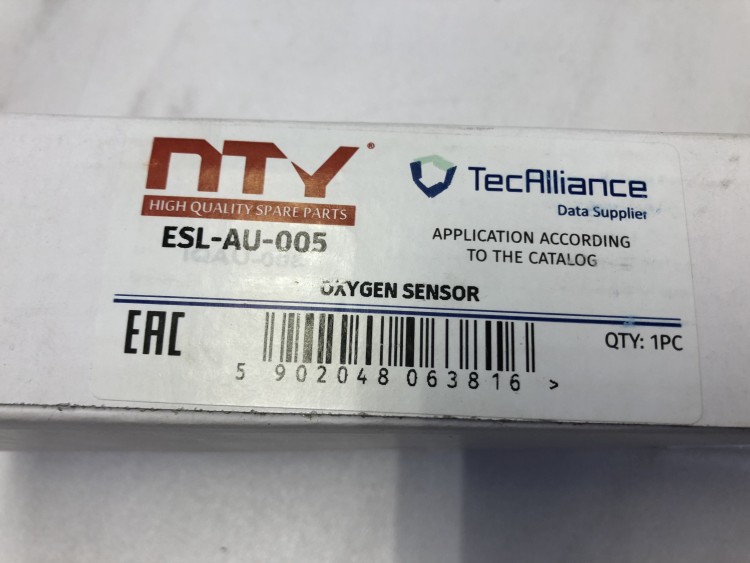 NTY®
HIGH QUALITY SPARE PARTS
ESL-AU-005
TecAlliance
Data Supplier
APPLICATION ACCORDING
TO THE CATALOG
OXYGEN SENSOR
EAC
5 902048 063816 >
QTY: 1PC